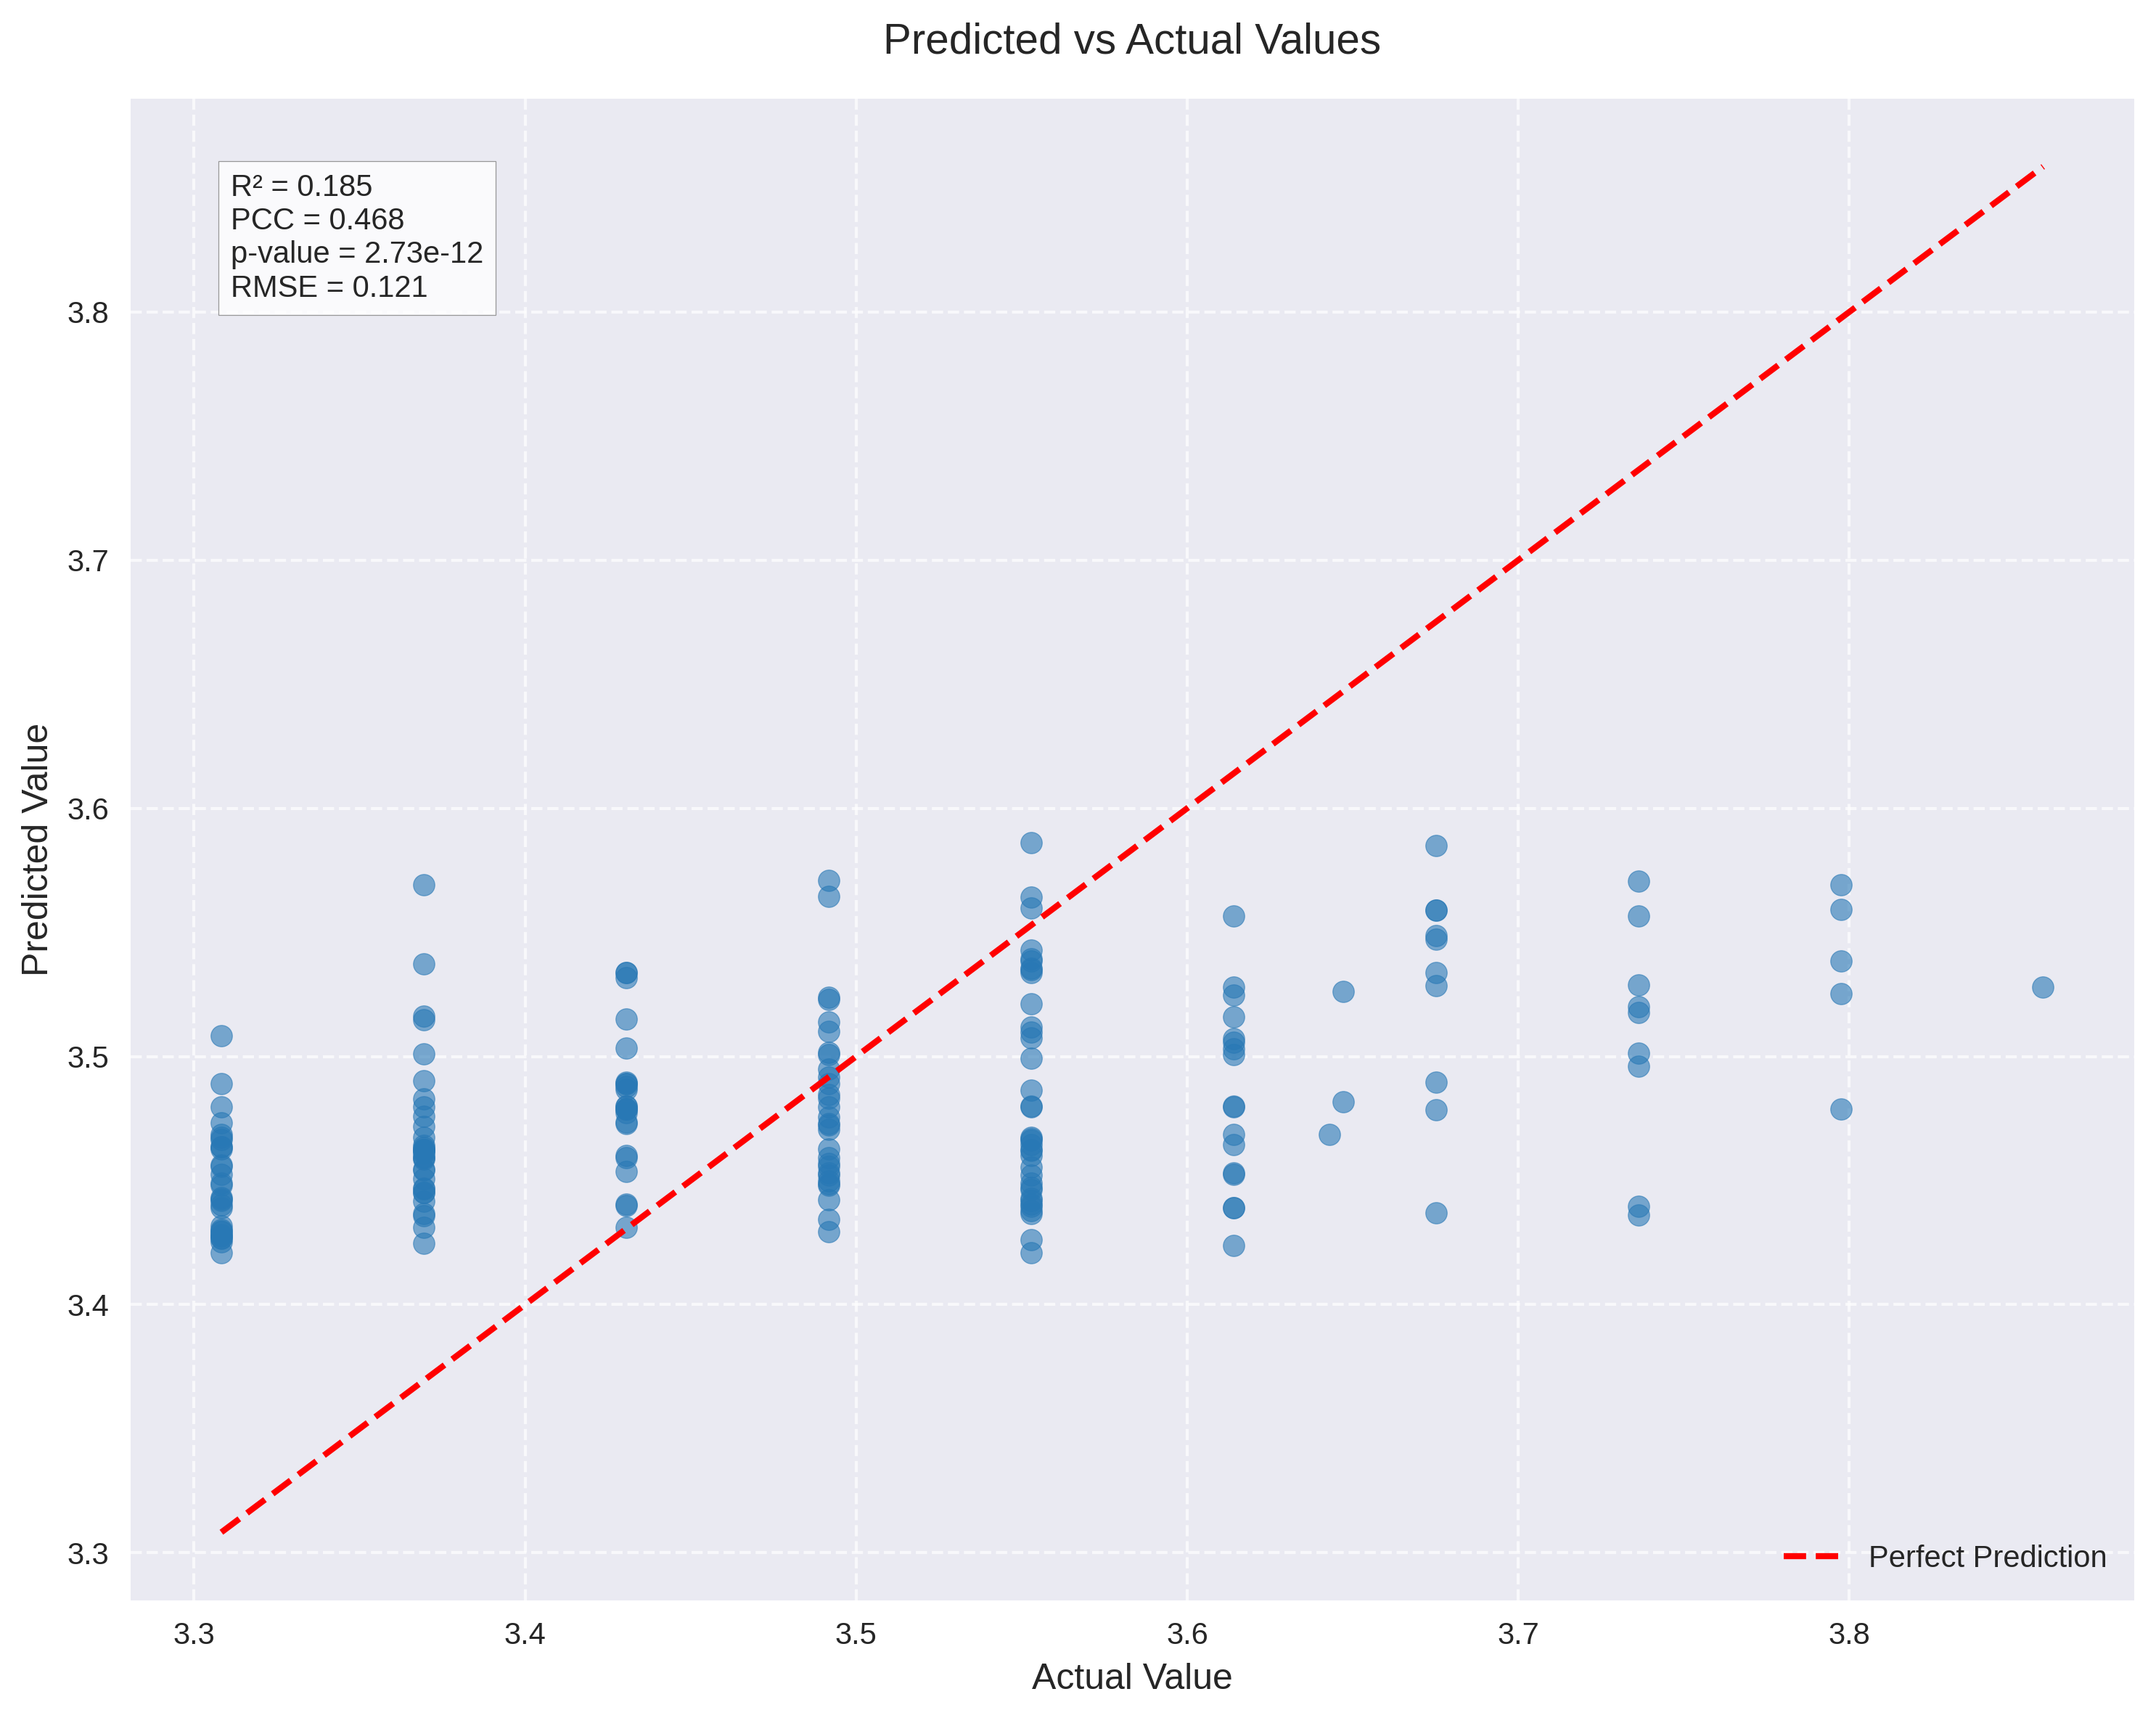 Predicted vs Actual Values
R² = 0.185
PCC = 0.468
p-value = 2.73e-12
RMSE = 0.121
3.8
3.7
3.6
3.5
3.4
3.3
Predicted Value
Perfect Prediction
3.3 3.4 3.5 3.6 3.7 3.8
Actual Value